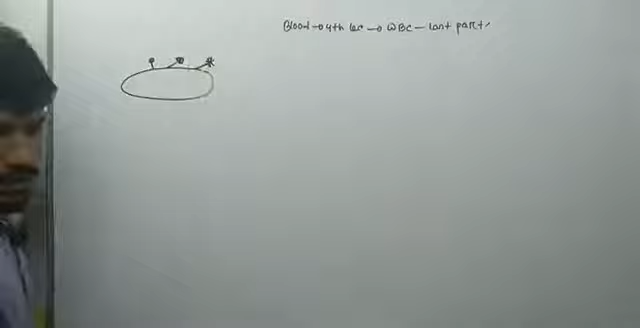 Blood → 4th lec → WBC - last part